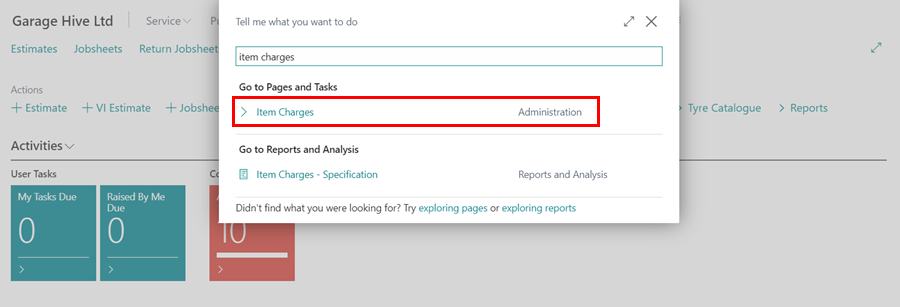 Garage Hive Ltd
Service
Tell me what you want to do
Estimates Jobsheets Return Jobsheet
item charges
Go to Pages and Tasks
Item Charges Administration
Actions
+ Estimate + VI Estimate + Jobshee
Tyre Catalogue > Reports
Go to Reports and Analysis
Item Charges - Specification Reports and Analysis
Didn't find what you were looking for? Try exploring pages or exploring reports
Activities
User Tasks
My Tasks Due
0
Raised By Me Due
0
10